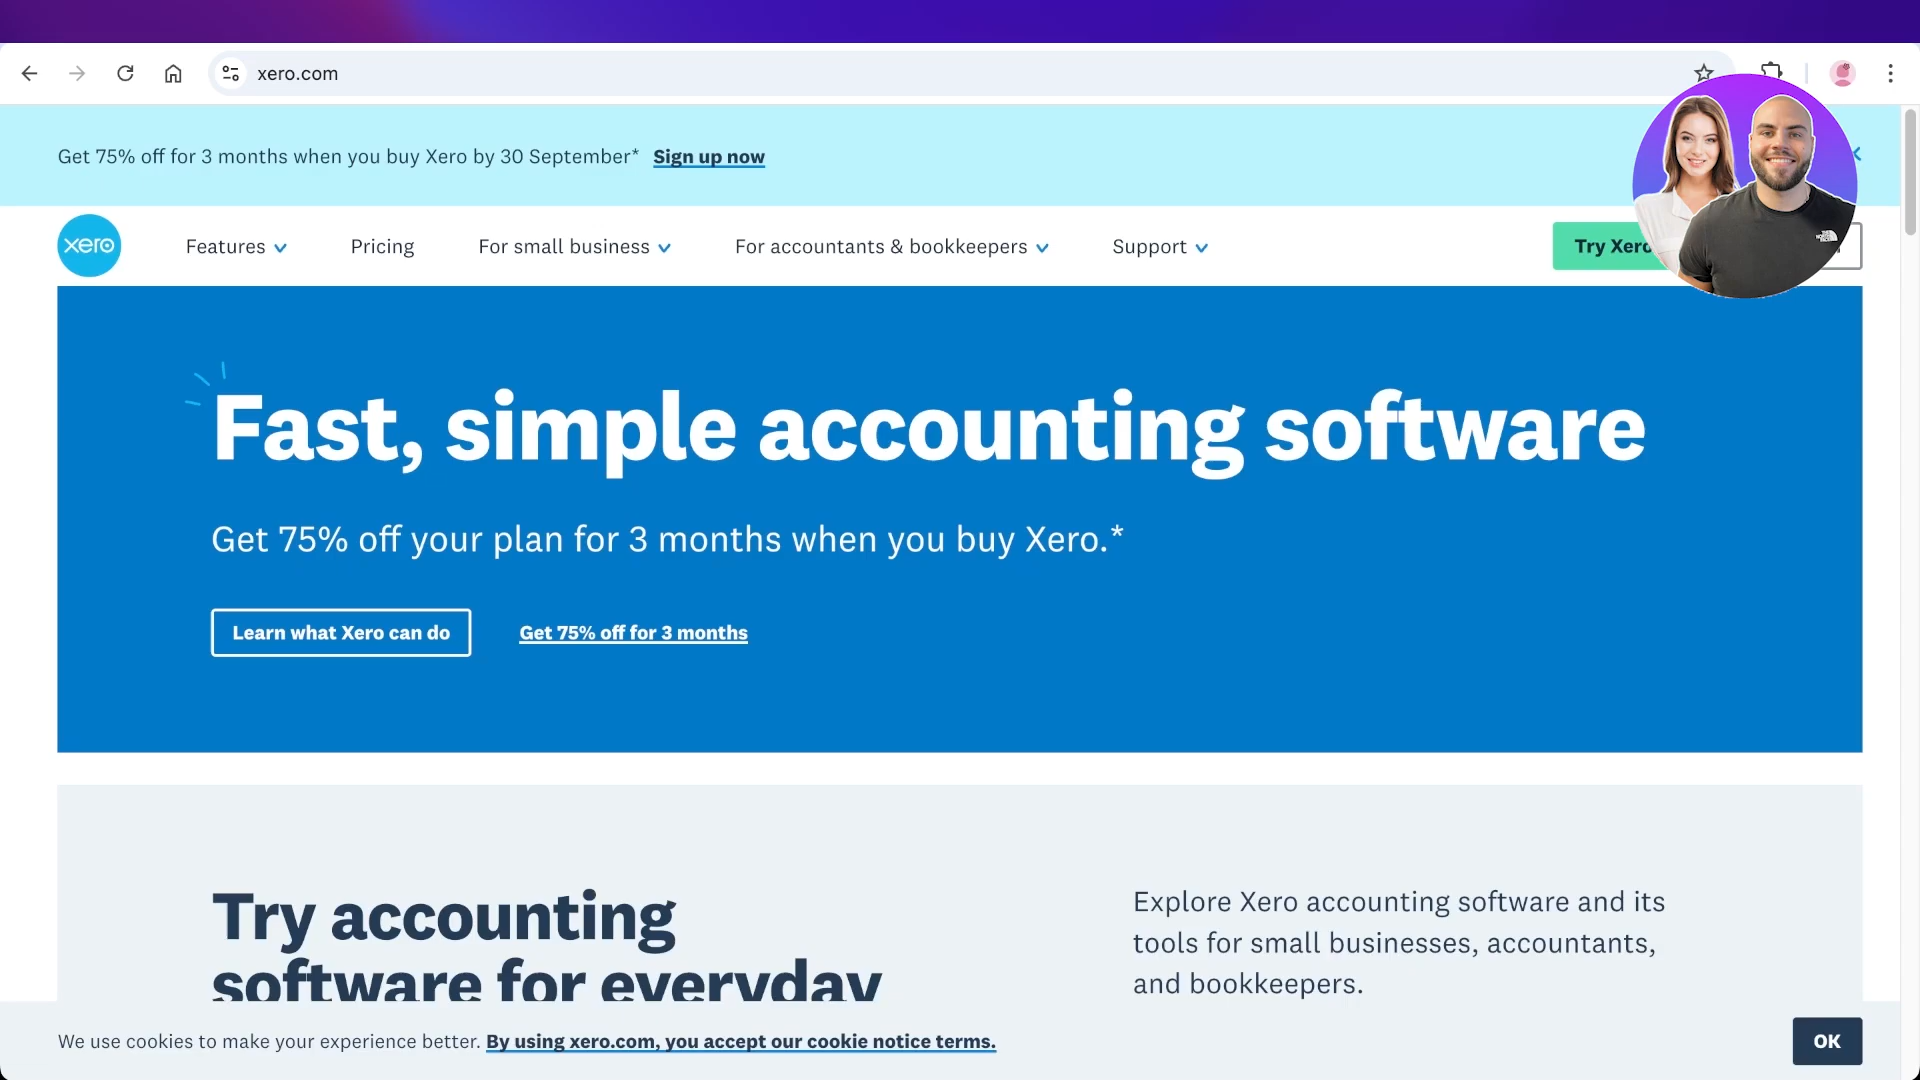 xero.com
Get 75% off for 3 months when you buy Xero by 30 September* Sign up now
xero
Features
Pricing
For small business
For accountants & bookkeepers
Support
Try Xero
Fast, simple accounting software
Get 75% off your plan for 3 months when you buy Xero.*
Learn what Xero can do
Get 75% off for 3 months
Try accounting
software for everyday
Explore Xero accounting software and its
tools for small businesses, accountants,
and bookkeepers.
We use cookies to make your experience better. By using xero.com, you accept our cookie notice terms.
OK